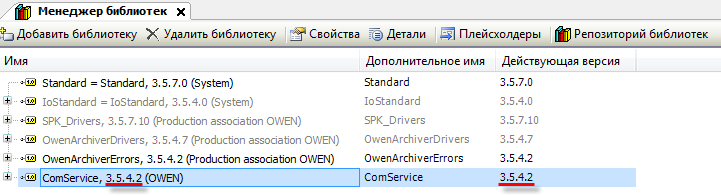 Менеджер библиотек
Добавить библиотеку Удалить библиотеку Свойства Детали Плейсхолдеры Репозиторий библиотек
Имя Дополнительное имя Действующая версия
Standard = Standard, 3.5.7.0 (System) Standard 3.5.7.0
IoStandard = IoStandard, 3.5.4.0 (System) IoStandard 3.5.4.0
SPK_Drivers, 3.5.7.10 (Production association OWEN) SPK_Drivers 3.5.7.10
OwenArchiverDrivers, 3.5.4.7 (Production association OWEN) OwenArchiverDrivers 3.5.4.7
OwenArchiverErrors, 3.5.4.2 (Production association OWEN) OwenArchiverErrors 3.5.4.2
ComService, 3.5.4.2 (OWEN) ComService 3.5.4.2